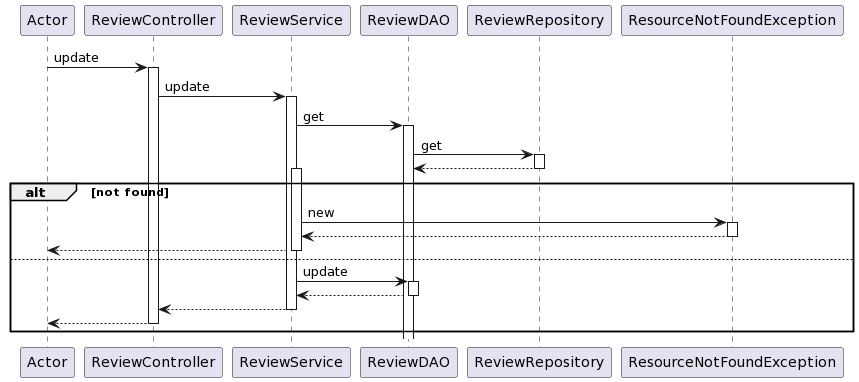 Actor ReviewController ReviewService ReviewDAO ReviewRepository ResourceNotFoundException
update
update
get
get
alt [not found]
new
update
Actor ReviewController ReviewService ReviewDAO ReviewRepository ResourceNotFoundException